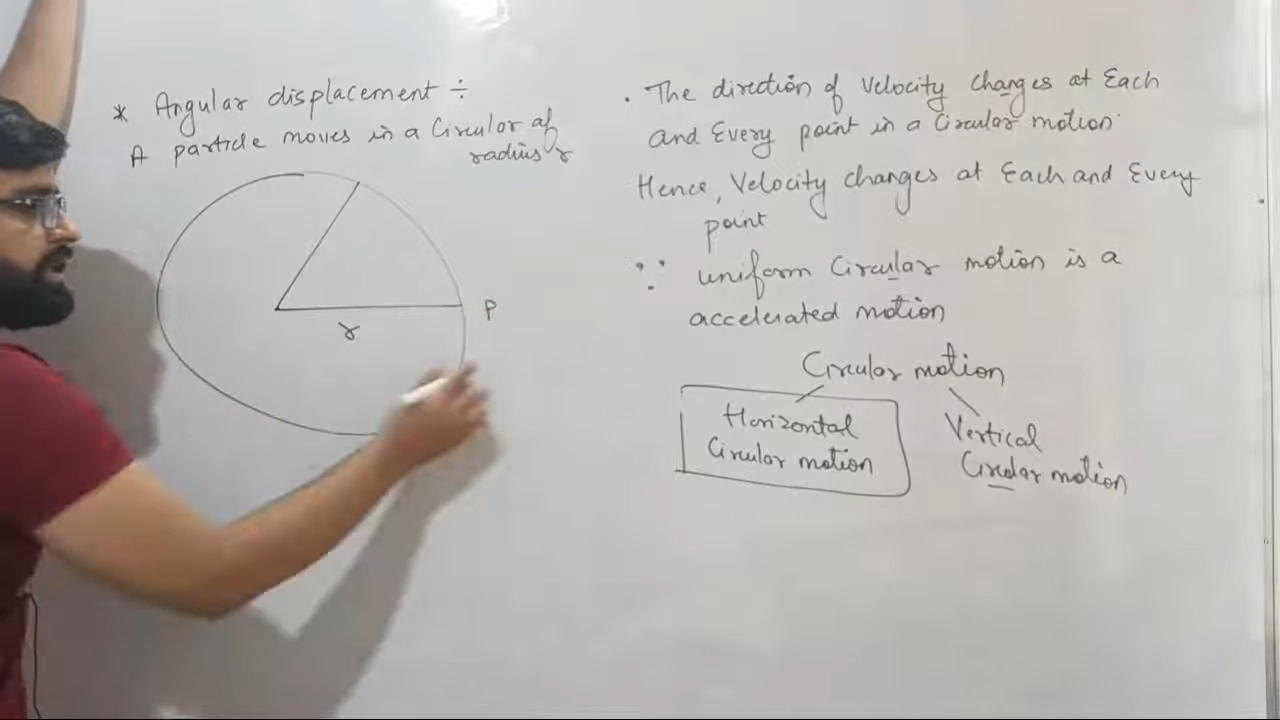 * Angular displacement ÷
A particle moves in a Circular of
radius r
P
r
. The direction of Velocity changes at Each
and Every point in a Circular motion
Hence, Velocity changes at Each and Every
point
∵ uniform Circular motion is a
accelerated motion
Circular motion
Horizontal
Circular motion
Vertical
Circular motion